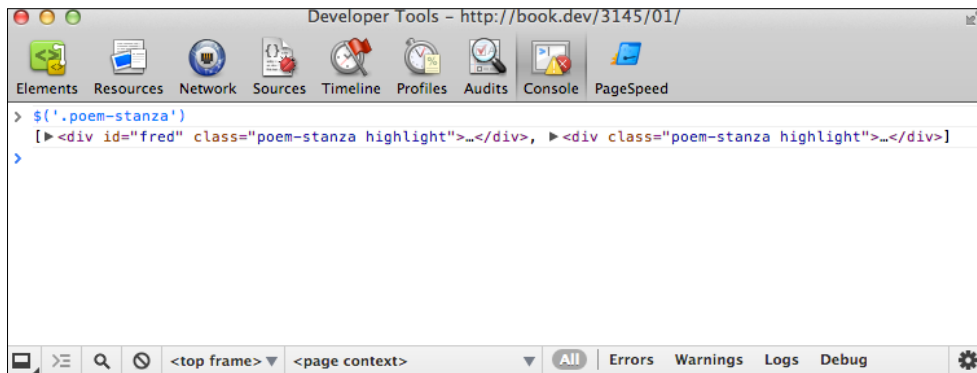 Developer Tools – http://book.dev/3145/01/
Elements Resources Network Sources Timeline Profiles Audits Console PageSpeed
> $('.poem-stanza')
[▶<div id="fred" class="poem-stanza highlight">…</div>, ▶<div class="poem-stanza highlight">…</div>]
>
<top frame> ▼ <page context> ▼ All Errors Warnings Logs Debug